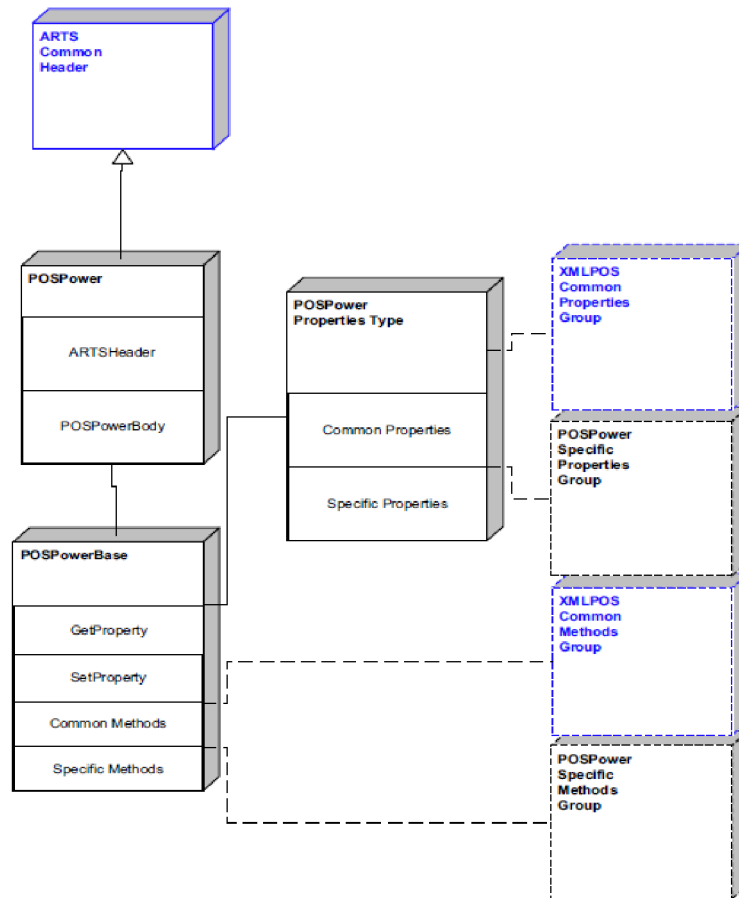 ARTS
Common
Header
POSPower
ARTSHeader
POSPowerBody
POSPower
Properties Type
Common Properties
Specific Properties
XMLPOS
Common
Properties
Group
POSPower
Specific
Properties
Group
POSPowerBase
GetProperty
SetProperty
Common Methods
Specific Methods
XMLPOS
Common
Methods
Group
POSPower
Specific
Methods
Group